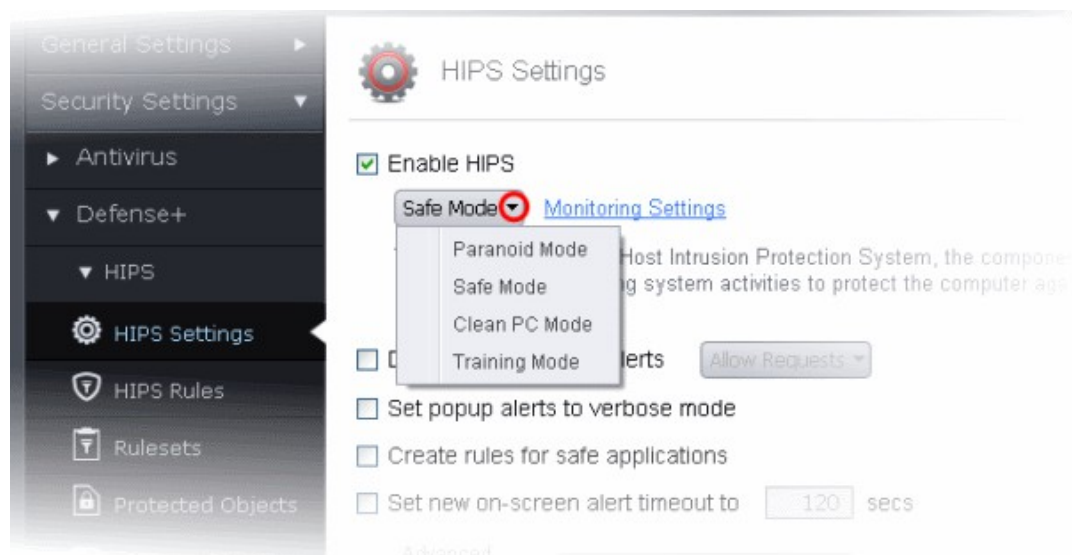 General Settings
Security Settings
Antivirus
Defense+
HIPS
HIPS Settings
HIPS Rules
Rulesets
Protected Objects
HIPS Settings
Enable HIPS
Safe Mode Monitoring Settings
Paranoid Mode
Safe Mode
Clean PC Mode
Training Mode
Host Intrusion Protection System, the
system activities to protect the computer
Allow Requests
Set popup alerts to verbose mode
Create rules for safe applications
Set new on-screen alert timeout to 120 secs
Advanced